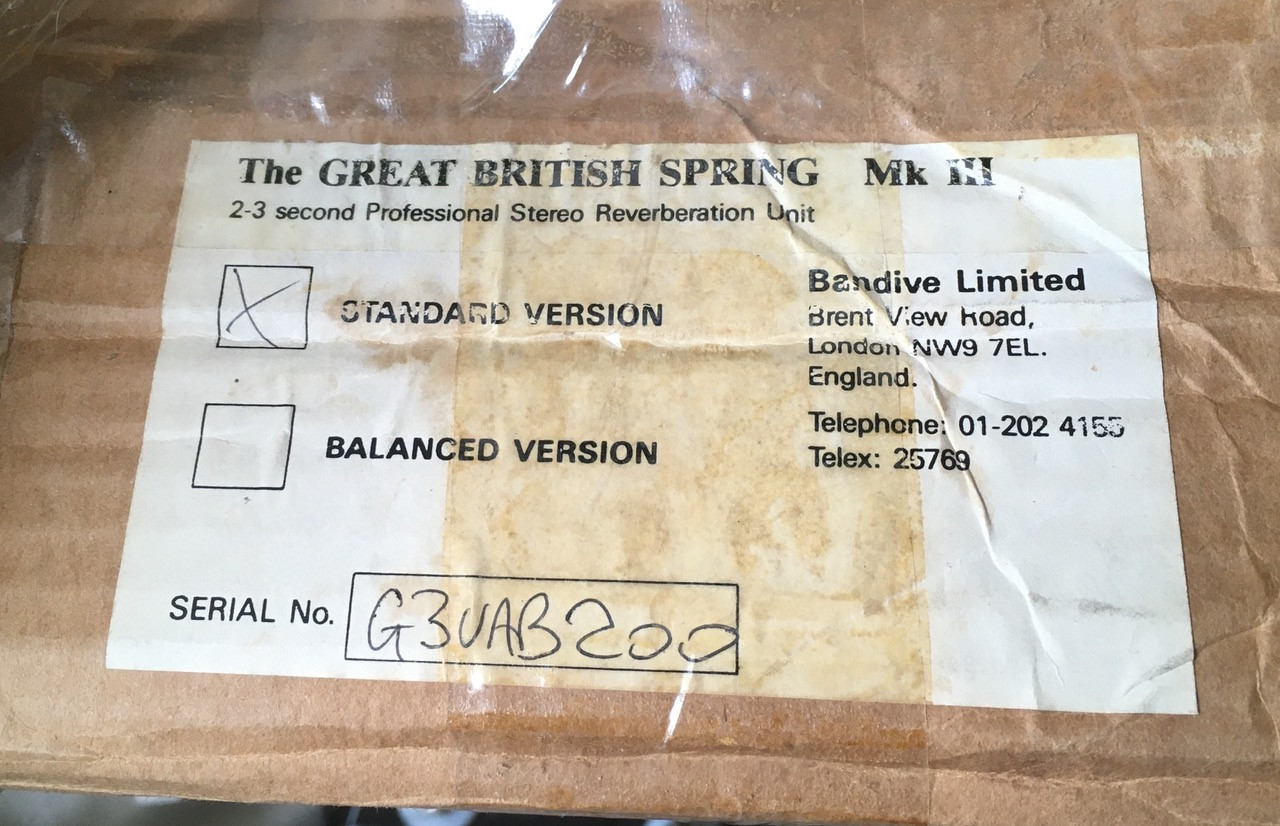 The GREAT BRITISH SPRING Mk III
2-3 second Professional Stereo Reverberation Unit
STANDARD VERSION
BALANCED VERSION
Bandive Limited
Brent View Road,
London NW9 7EL.
England.
Telephone: 01-202 4155
Telex: 25769
SERIAL No. G3UAB200